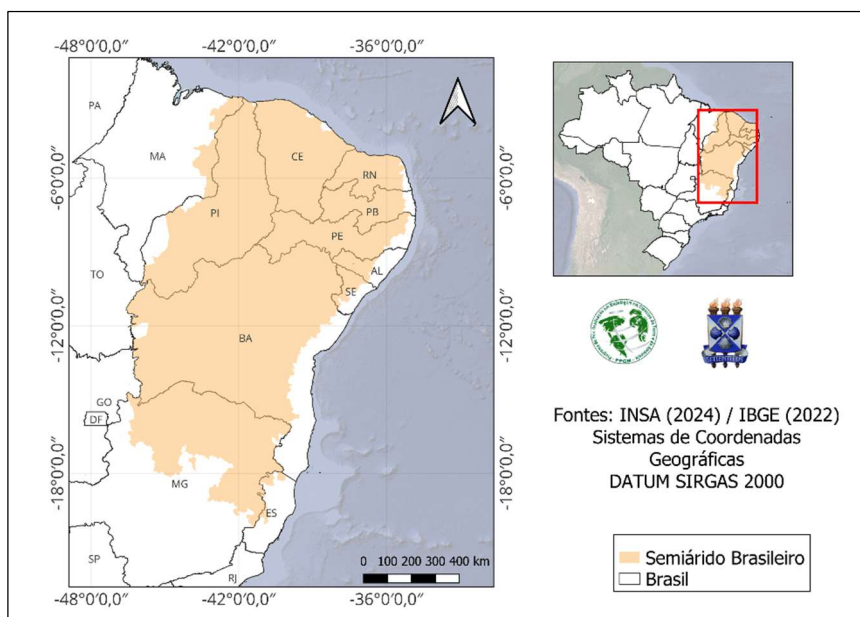 -48°0'0,0" -42°0'0,0" -36°0'0,0"
PA
MA
CE
RN
-6°0'0,0" -6°0'0,0"
PI
PB
PE
TO
AL
SE
-12°0'0,0" -12°0'0,0"
BA
GO
DF
MG
-18°0'0,0" -18°0'0,0"
ES
SP
RJ
0 100 200 300 400 km
-48°0'0,0" -42°0'0,0" -36°0'0,0"
PPGM
Fontes: INSA (2024) / IBGE (2022)
Sistemas de Coordenadas
Geográficas
DATUM SIRGAS 2000
Semiárido Brasileiro
Brasil